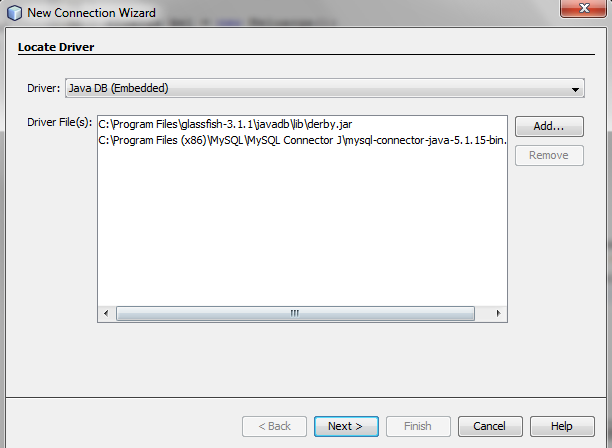 New Connection Wizard
Locate Driver
Driver: Java DB (Embedded)
Driver File(s): C:\Program Files\glassfish-3.1.1\javadb\lib\derby.jar
C:\Program Files (x86)\MySQL\MySQL Connector J\mysql-connector-java-5.1.15-bin.
Add...
Remove
< Back Next > Finish Cancel Help